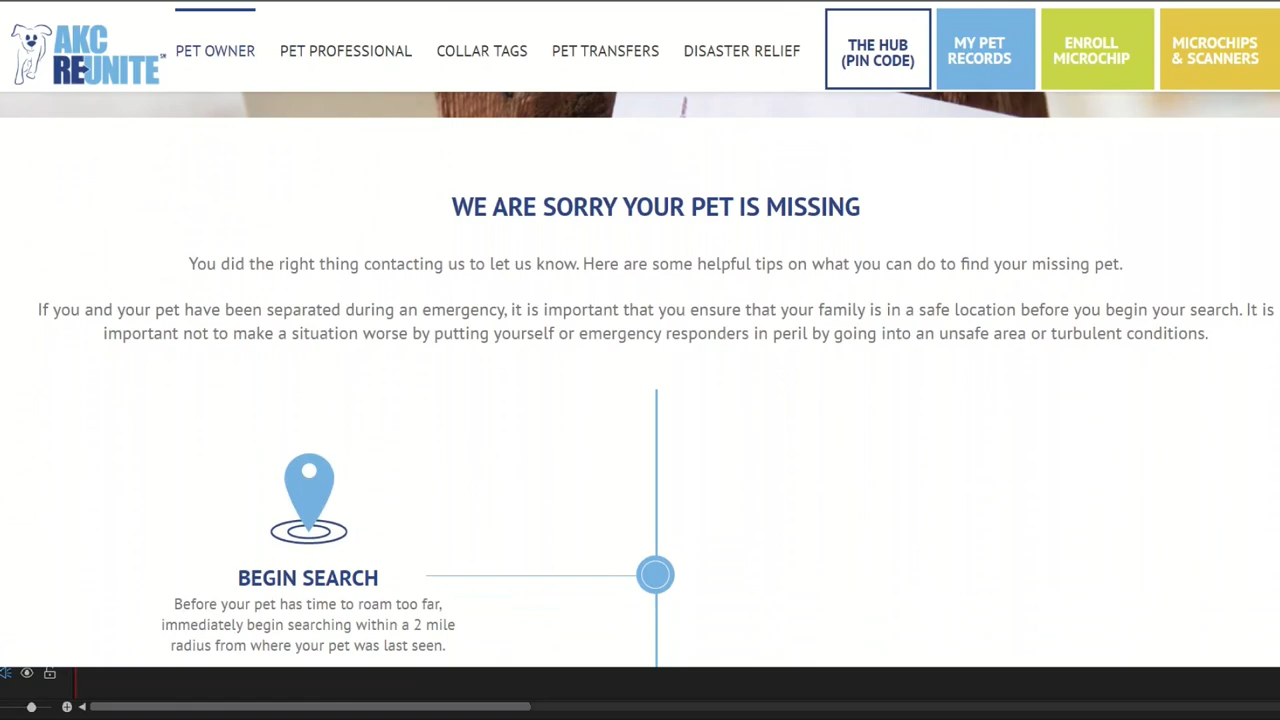 AKC
REUNITE
SM
PET OWNER
PET PROFESSIONAL
COLLAR TAGS
PET TRANSFERS
DISASTER RELIEF
THE HUB
(PIN CODE)
MY PET
RECORDS
ENROLL
MICROCHIP
MICROCHIPS
& SCANNERS
WE ARE SORRY YOUR PET IS MISSING
You did the right thing contacting us to let us know. Here are some helpful tips on what you can do to find your missing pet.
If you and your pet have been separated during an emergency, it is important that you ensure that your family is in a safe location before you begin your search. It is
important not to make a situation worse by putting yourself or emergency responders in peril by going into an unsafe area or turbulent conditions.
BEGIN SEARCH
Before your pet has time to roam too far,
immediately begin searching within a 2 mile
radius from where your pet was last seen.